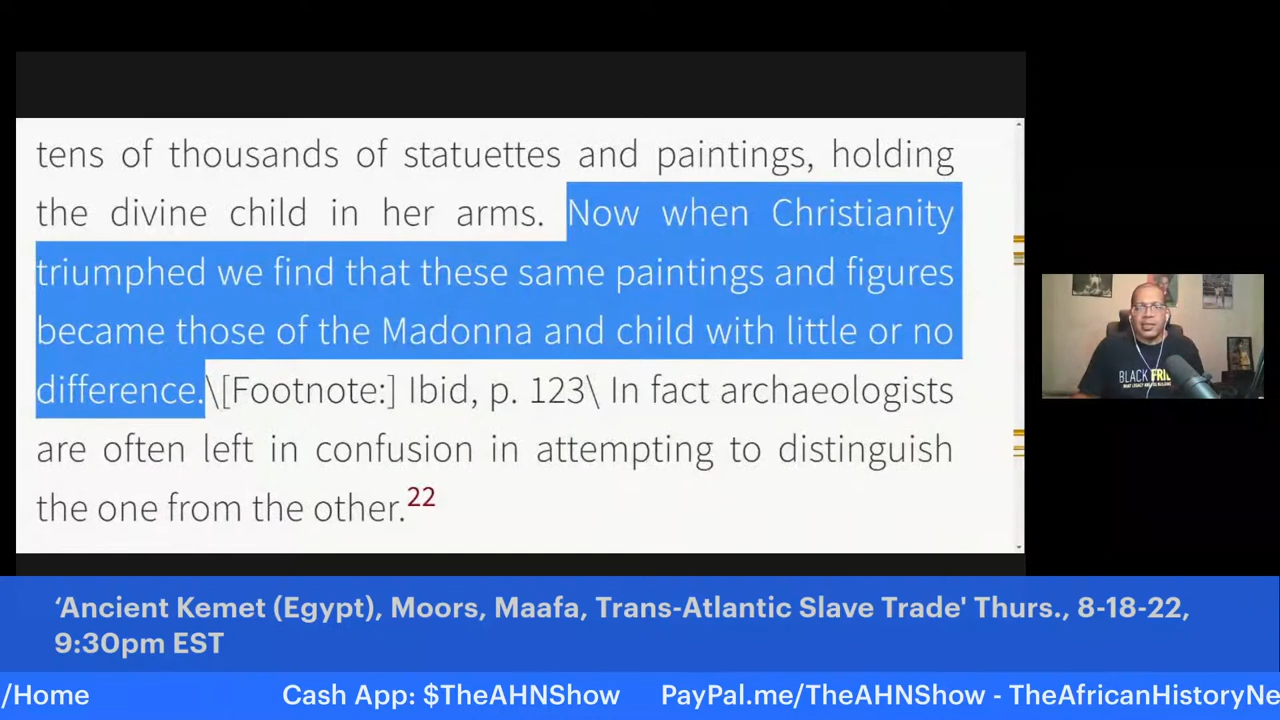 tens of thousands of statuettes and paintings, holding
the divine child in her arms. Now when Christianity
triumphed we find that these same paintings and figures
became those of the Madonna and child with little or no
difference.\[Footnote:] Ibid, p. 123\ In fact archaeologists
are often left in confusion in attempting to distinguish
the one from the other.22
BLACK FRI
‘Ancient Kemet (Egypt), Moors, Maafa, Trans-Atlantic Slave Trade' Thurs., 8-18-22,
9:30pm EST
/Home Cash App: $TheAHNShow PayPal.me/TheAHNShow - TheAfricanHistoryNe